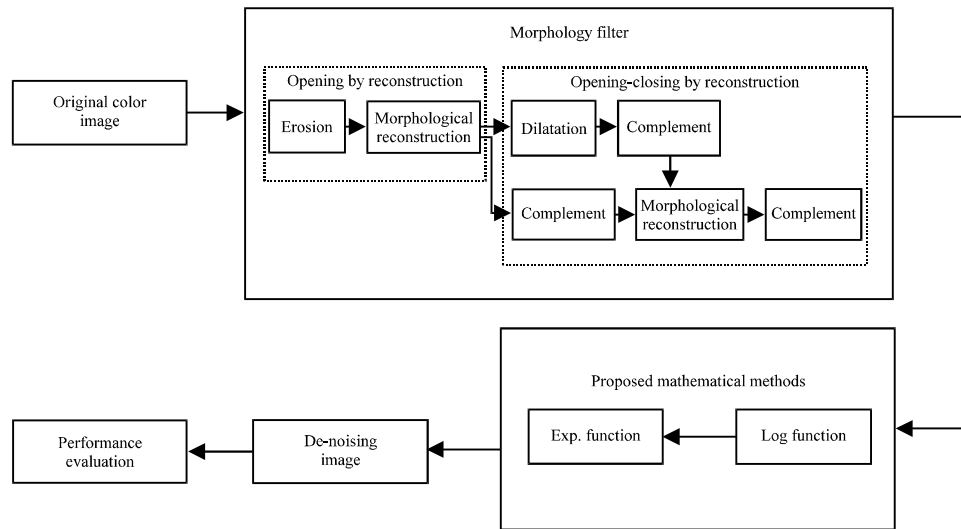 Morphology filter
Original color
image
Opening by reconstruction
Erosion
Morphological
reconstruction
Opening-closing by reconstruction
Dilatation
Complement
Complement
Morphological
reconstruction
Complement
Proposed mathematical methods
Log function
Exp. function
De-noising
image
Performance
evaluation